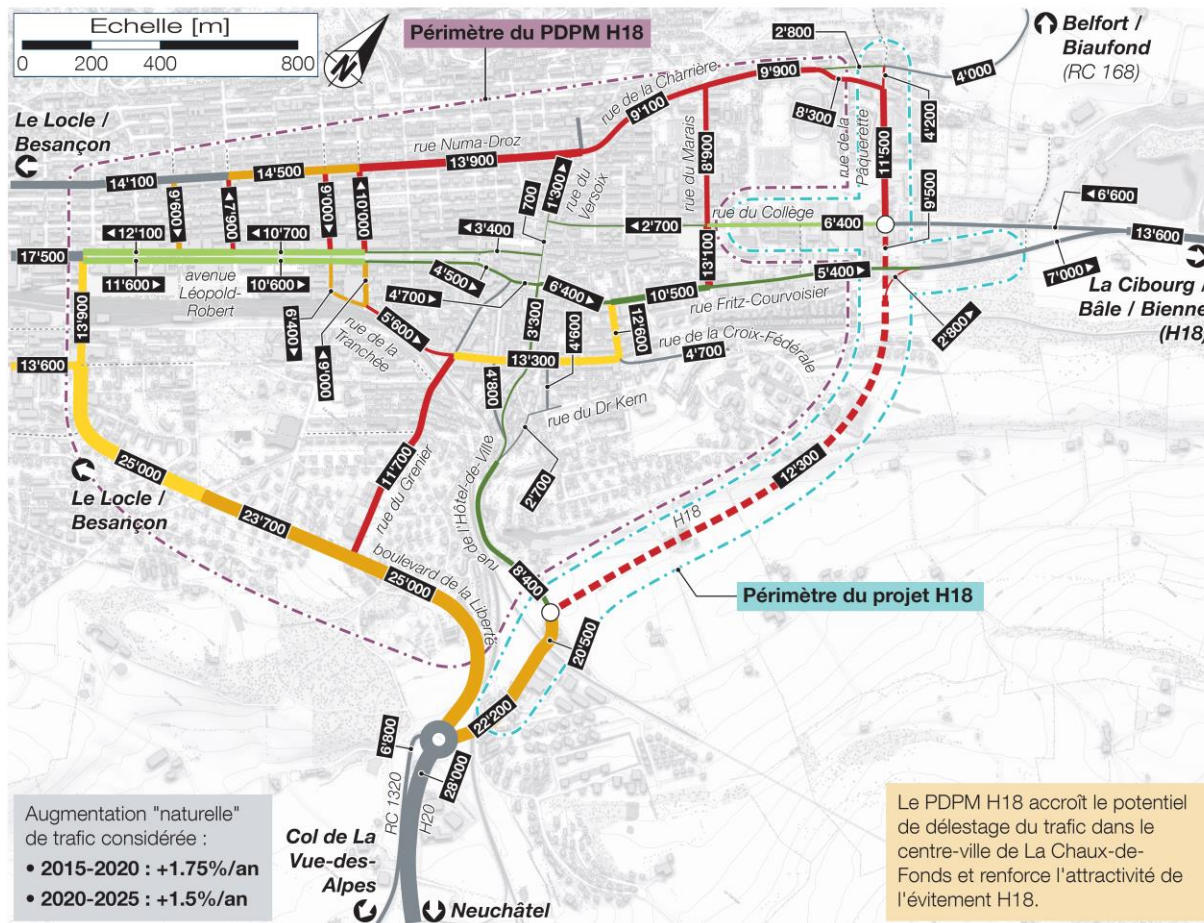 Echelle [m]
0 200 400 800
N
Périmètre du PDPM H18
Belfort /
Biaufond
(RC 168)
2'800
4'000
9'900
rue de la Charrière
9'100
8'300
4'200
rue de la
Pâquerette
11'500
Le Locle /
Besançon
rue Numa-Droz
13'900
14'500
14'100
rue du Marais
8'900
9'600
◄7'900
◄9'000
◄10'000
700
1'300►
rue du
Versoix
9'500
◄6'600
◄12'100
◄10'700
◄3'400
◄2'700
rue du Collège
6'400
13'600
17'500
11'600►
avenue
Léopold-
Robert
10'600►
4'500►
4'700►
6'400►
13'100
5'400►
7'000►
10'500
rue Fritz-Courvoisier
La Cibourg /
Bâle / Bienne
(H18)
13'900
6'400
◄9'000
rue de la
Tranchée
5'600►
3'300
4'600
12'600
rue de la Croix-Fédérale
2'800►
13'600
13'300
4'700
4'800
rue du Dr-Kern
25'000
Le Locle /
Besançon
11'700
rue du Grenier
rue de l'Hôtel-de-Ville
2'700
12'300
H18
23'700
boulevard de la Liberté
25'000
8'400
Périmètre du projet H18
20'500
22'200
6'800
28'000
RC 1320
H20
Augmentation "naturelle"
de trafic considérée :
• 2015-2020 : +1.75%/an
• 2020-2025 : +1.5%/an
Col de La
Vue-des-
Alpes
Neuchâtel
Le PDPM H18 accroît le potentiel
de délestage du trafic dans le
centre-ville de La Chaux-de-
Fonds et renforce l'attractivité de
l'évitement H18.